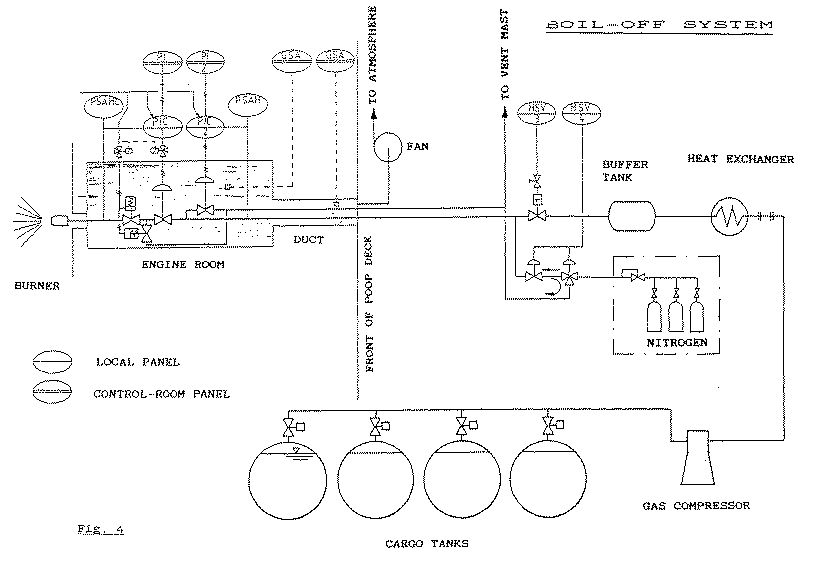 BOIL-OFF SYSTEM
TO ATMOSPHERE
TO VENT MAST
PI
PI
GSA
GSA
PSAHL
PIC
PIC
PSAH
HSV
HSV
FAN
BUFFER
TANK
HEAT EXCHANGER
DUCT
ENGINE ROOM
BURNER
FRONT OF POOP DECK
NITROGEN
LOCAL PANEL
CONTROL-ROOM PANEL
GAS COMPRESSOR
Fig. 4
CARGO TANKS